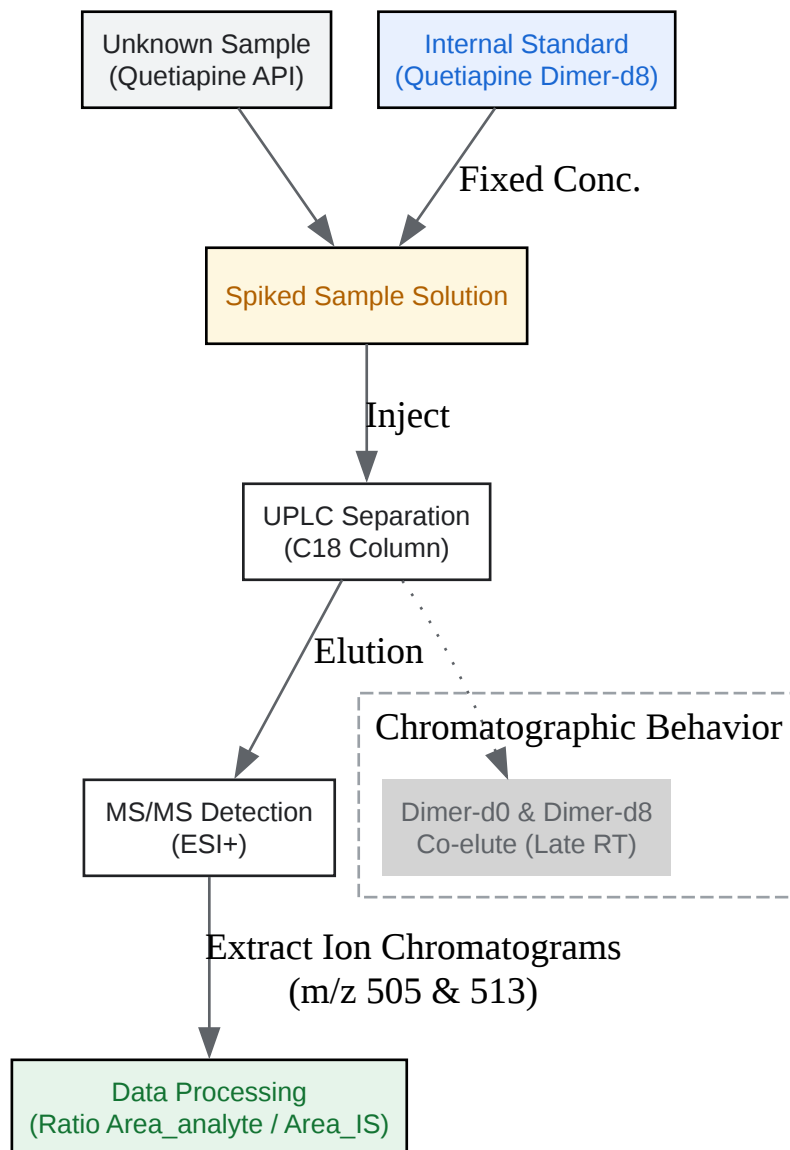 Unknown Sample
(Quetiapine API)
Internal Standard
(Quetiapine Dimer-d8)
Fixed Conc.
Spiked Sample Solution
Inject
UPLC Separation
(C18 Column)
Elution
Chromatographic Behavior
MS/MS Detection
(ESI+)
Dimer-d0 & Dimer-d8
Co-elute (Late RT)
Extract Ion Chromatograms
(m/z 505 & 513)
Data Processing
(Ratio Area_analyte / Area_IS)